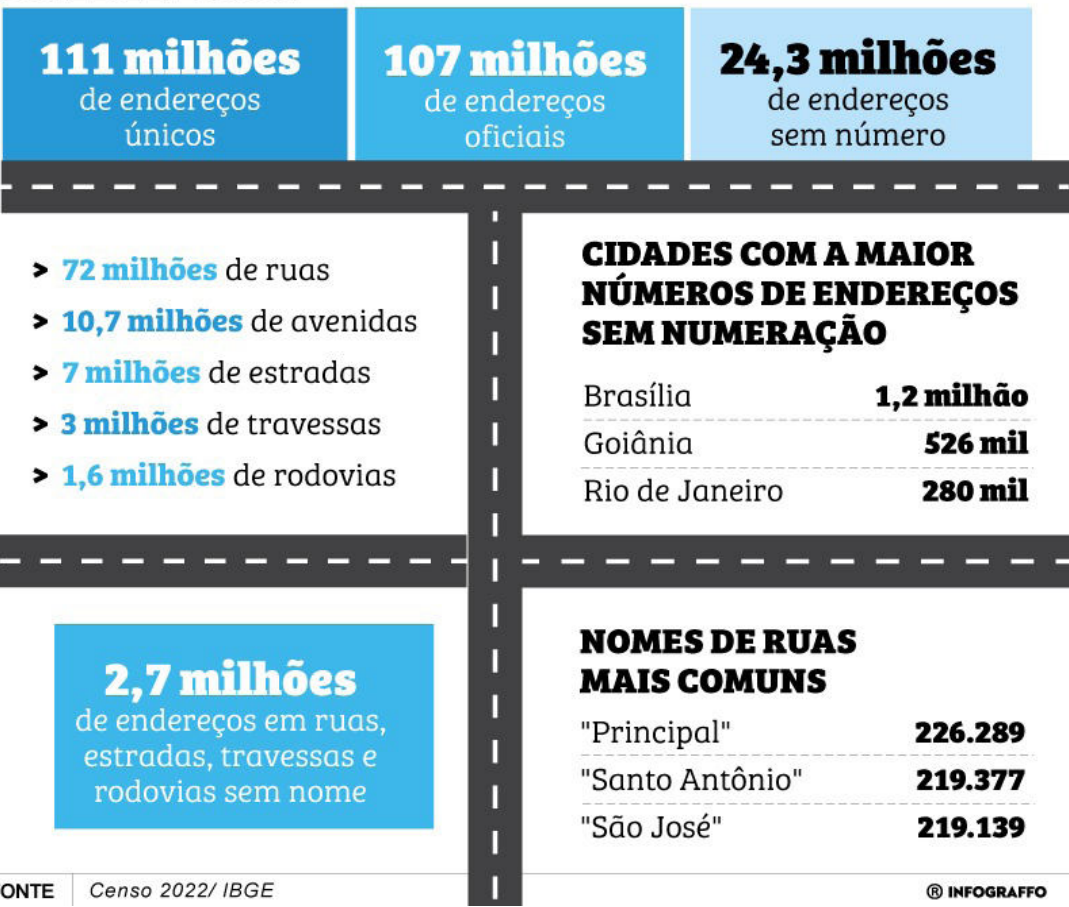 111 milhões
de endereços
únicos
107 milhões
de endereços
oficiais
24,3 milhões
de endereços
sem número
> 72 milhões de ruas
> 10,7 milhões de avenidas
> 7 milhões de estradas
> 3 milhões de travessas
> 1,6 milhões de rodovias
CIDADES COM A MAIOR
NÚMEROS DE ENDEREÇOS
SEM NUMERAÇÃO
Brasília 1,2 milhão
Goiânia 526 mil
Rio de Janeiro 280 mil
2,7 milhões
de endereços em ruas,
estradas, travessas e
rodovias sem nome
NOMES DE RUAS
MAIS COMUNS
"Principal" 226.289
"Santo Antônio" 219.377
"São José" 219.139
ONTE Censo 2022/ IBGE
® INFOGRAFFO